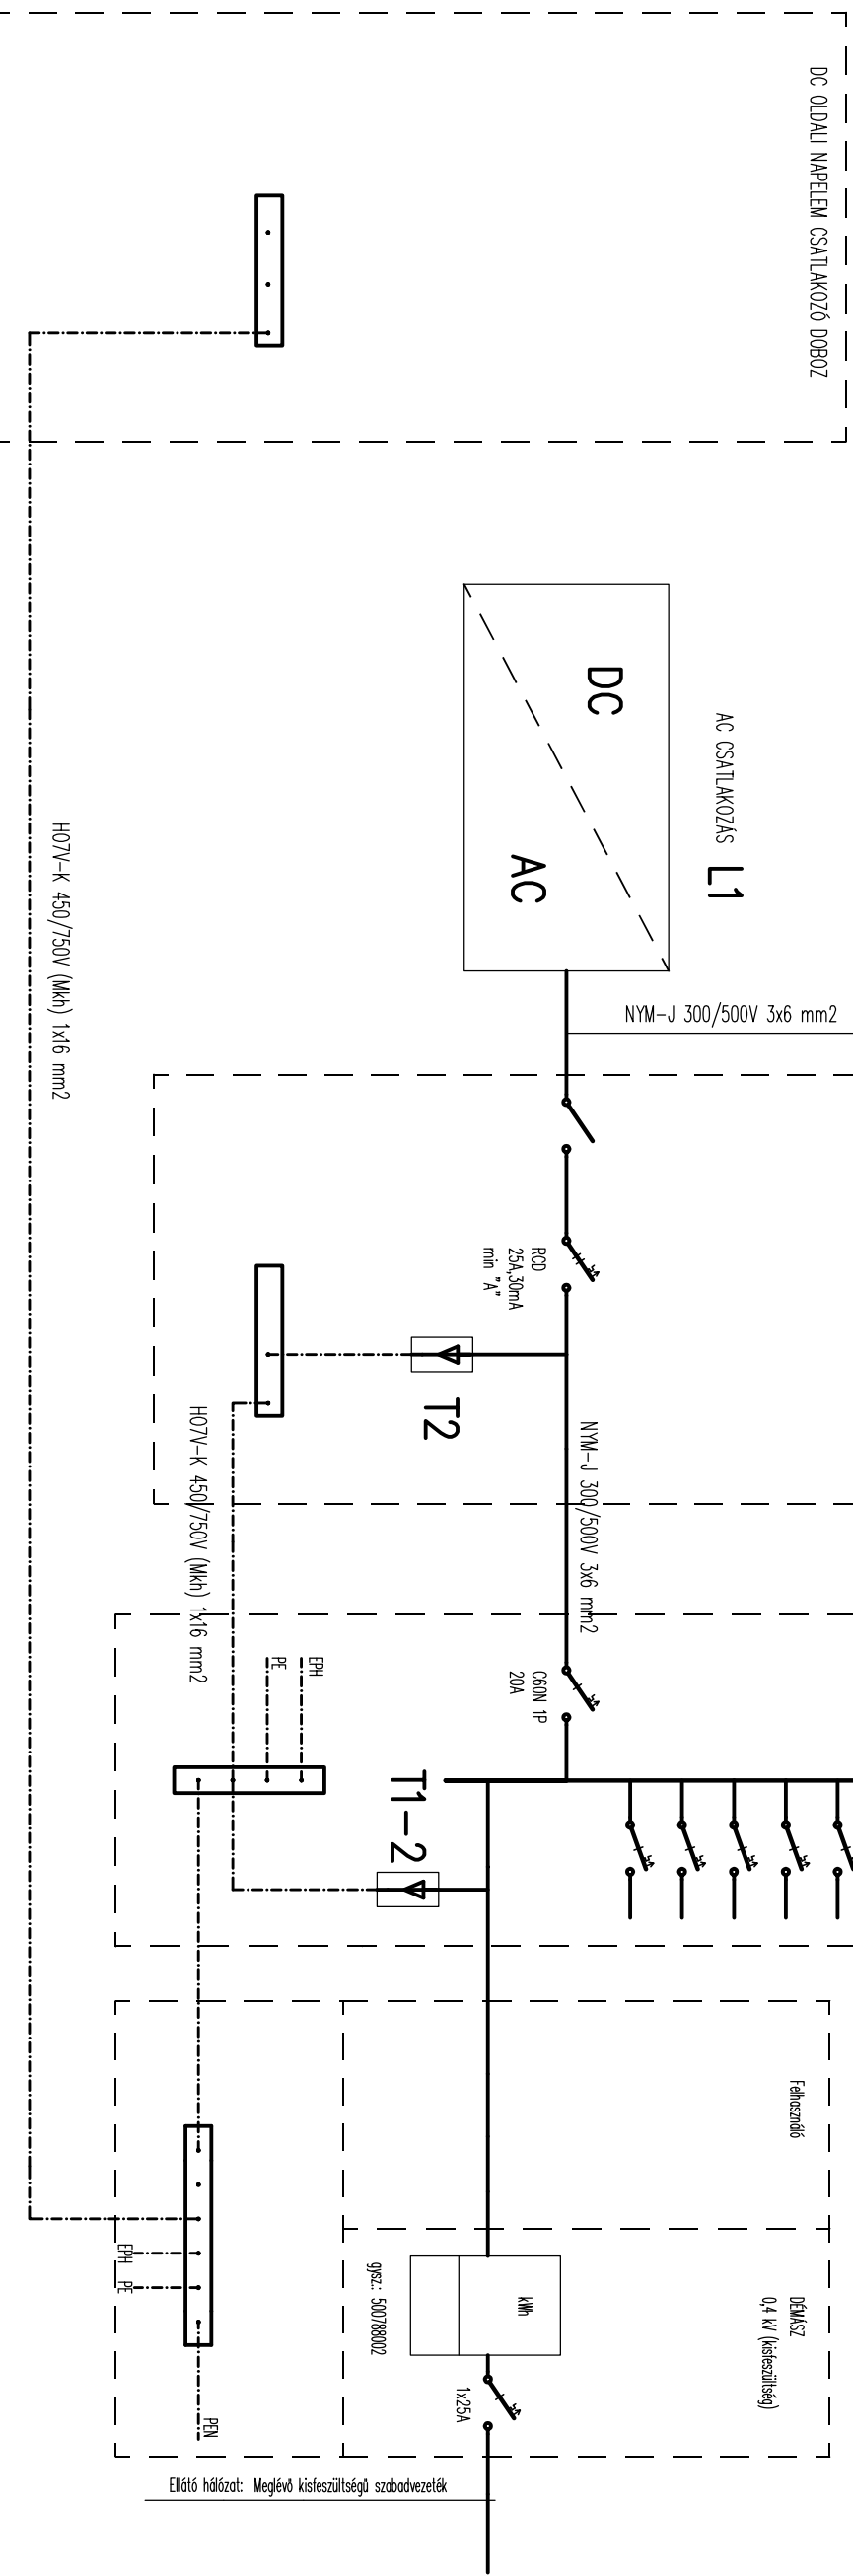 DC OLDALI NAPELEM CSATLAKOZÓ DOBOZ
DC
AC
AC CSATLAKOZÁS L1
NYM-J 300/500V 3x6 mm2
H07V-K 450/750V (Mkh) 1x16 mm2
RCD
25A,30mA
min "A"
T2
NYM-J 300/500V 3x6 mm2
H07V-K 450/750V (Mkh) 1x16 mm2
EPH
PE
C60N 1P
20A
T1-2
Felhasználó
DÉMÁSZ
0,4 kV (kisfeszültség)
kWh
gysz.: 500788002
1x25A
EPH
PE
PEN
Ellátó hálózat: Meglévő kisfeszültségű szabadvezeték